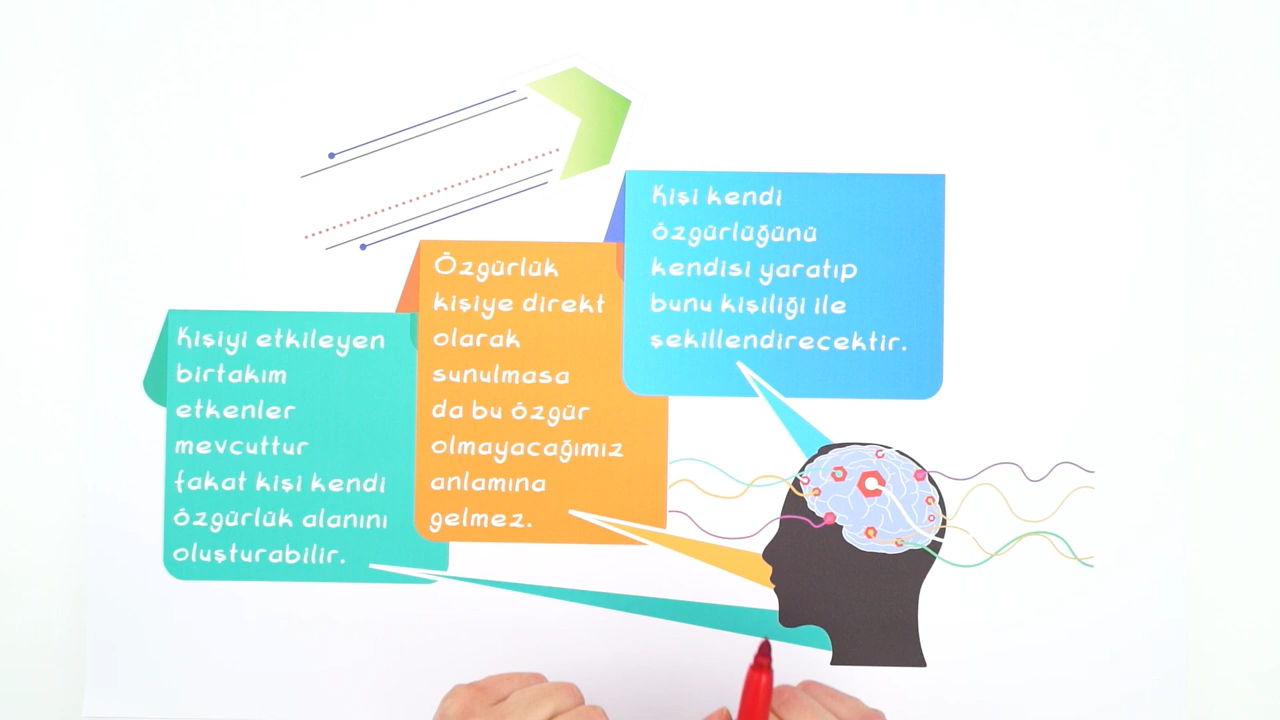 Kişiyi etkileyen
birtakım
etkenler
mevcuttur
fakat kişi kendi
özgürlük alanını
oluşturabilir.
Özgürlük
kişiye direkt
olarak
sunulmasa
da bu özgür
olmayacağımız
anlamına
gelmez.
Kişi kendi
özgürlüğünü
kendisi yaratıp
bunu kişiliği ile
şekillendirecektir.